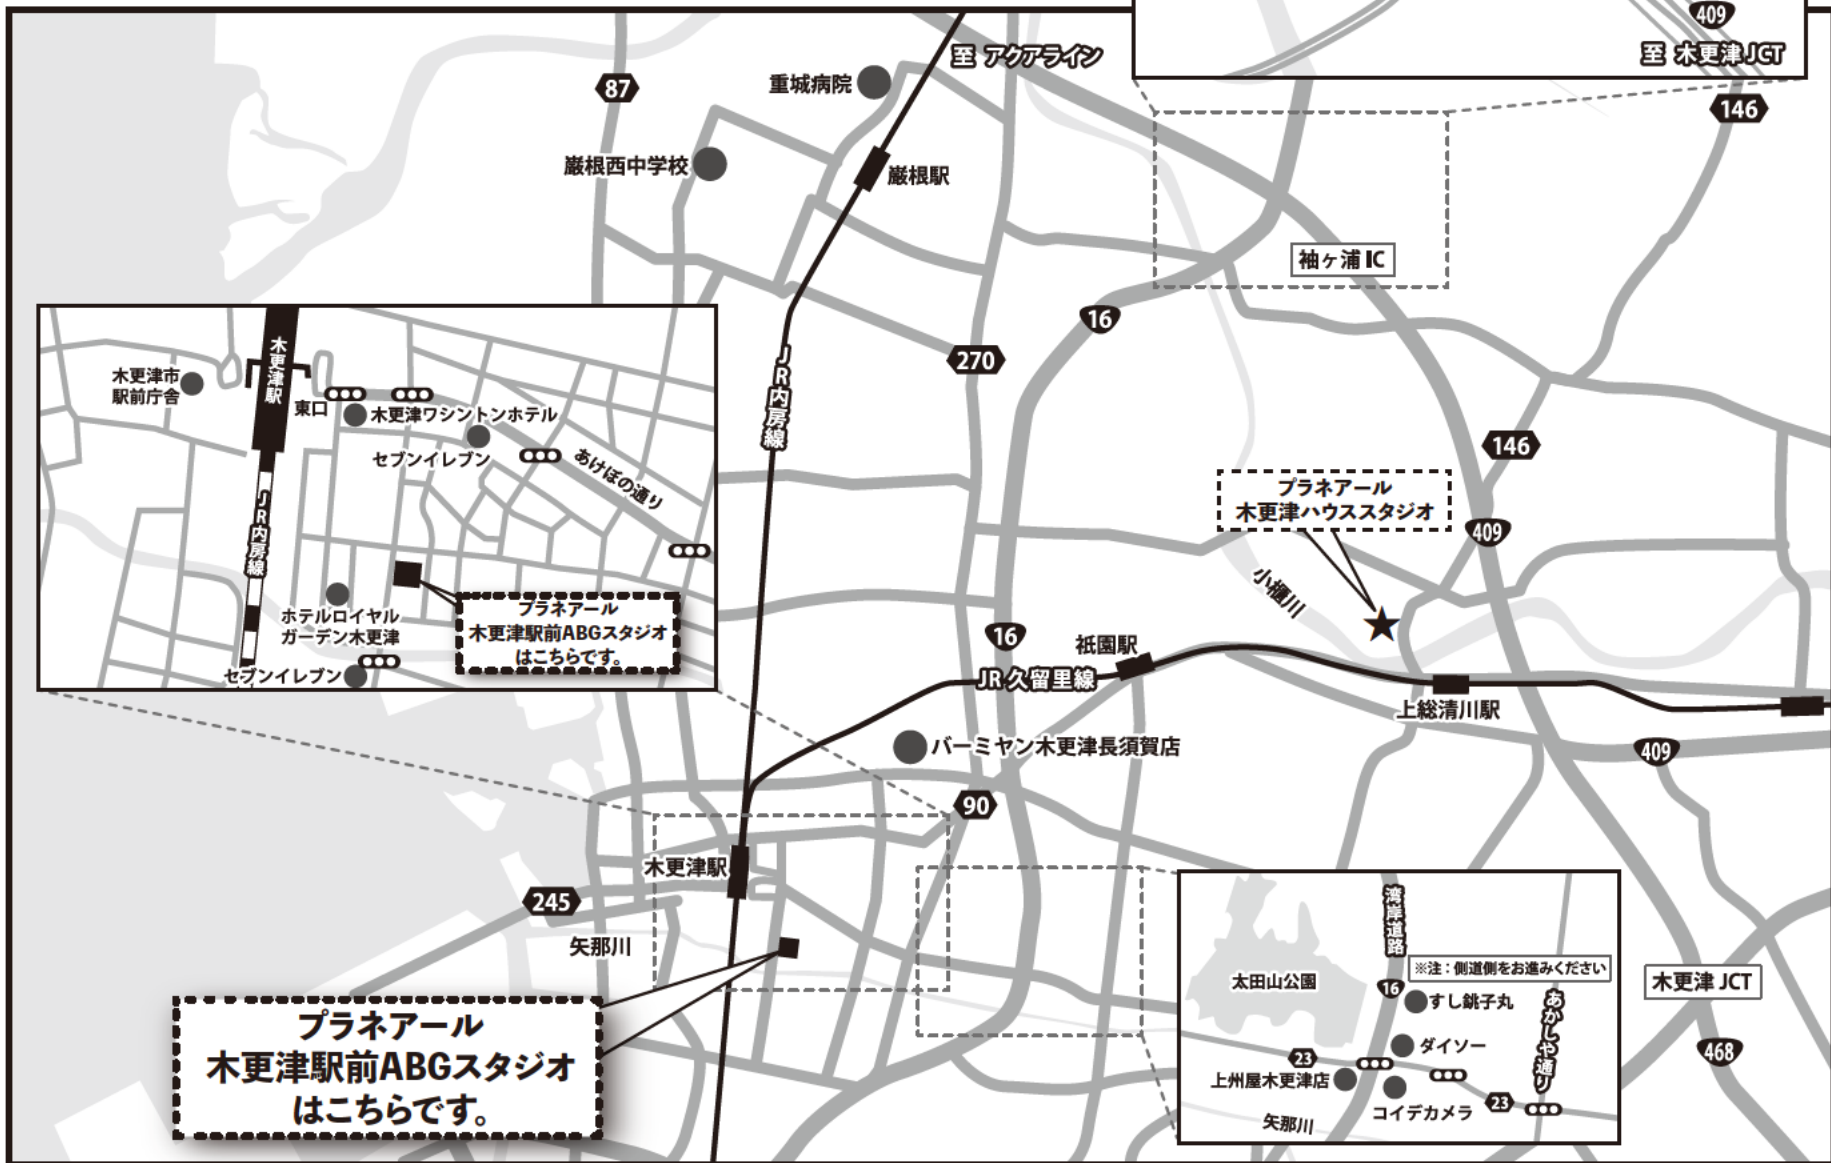 409
至 木更津JCT
至 アクアライン
87
重城病院
146
巌根西中学校
巌根駅
袖ヶ浦IC
16
270
JR内房線
146
プラネアール
木更津ハウススタジオ
409
小櫃川
16
祇園駅
JR久留里線
上総清川駅
バーミヤン木更津長須賀店
409
90
木更津駅
245
矢那川
プラネアール
木更津駅前ABGスタジオ
はこちらです。
木更津JCT
468
木更津駅
木更津市
駅前庁舎
東口
木更津ワシントンホテル
セブンイレブン
あけぼの通り
JR内房線
ホテルロイヤル
ガーデン木更津
プラネアール
木更津駅前ABGスタジオ
はこちらです。
セブンイレブン
湾岸道路
※注：側道側をお進みください
太田山公園
16
すし銚子丸
あかしや通り
ダイソー
23
上州屋木更津店
コイデカメラ
23
矢那川